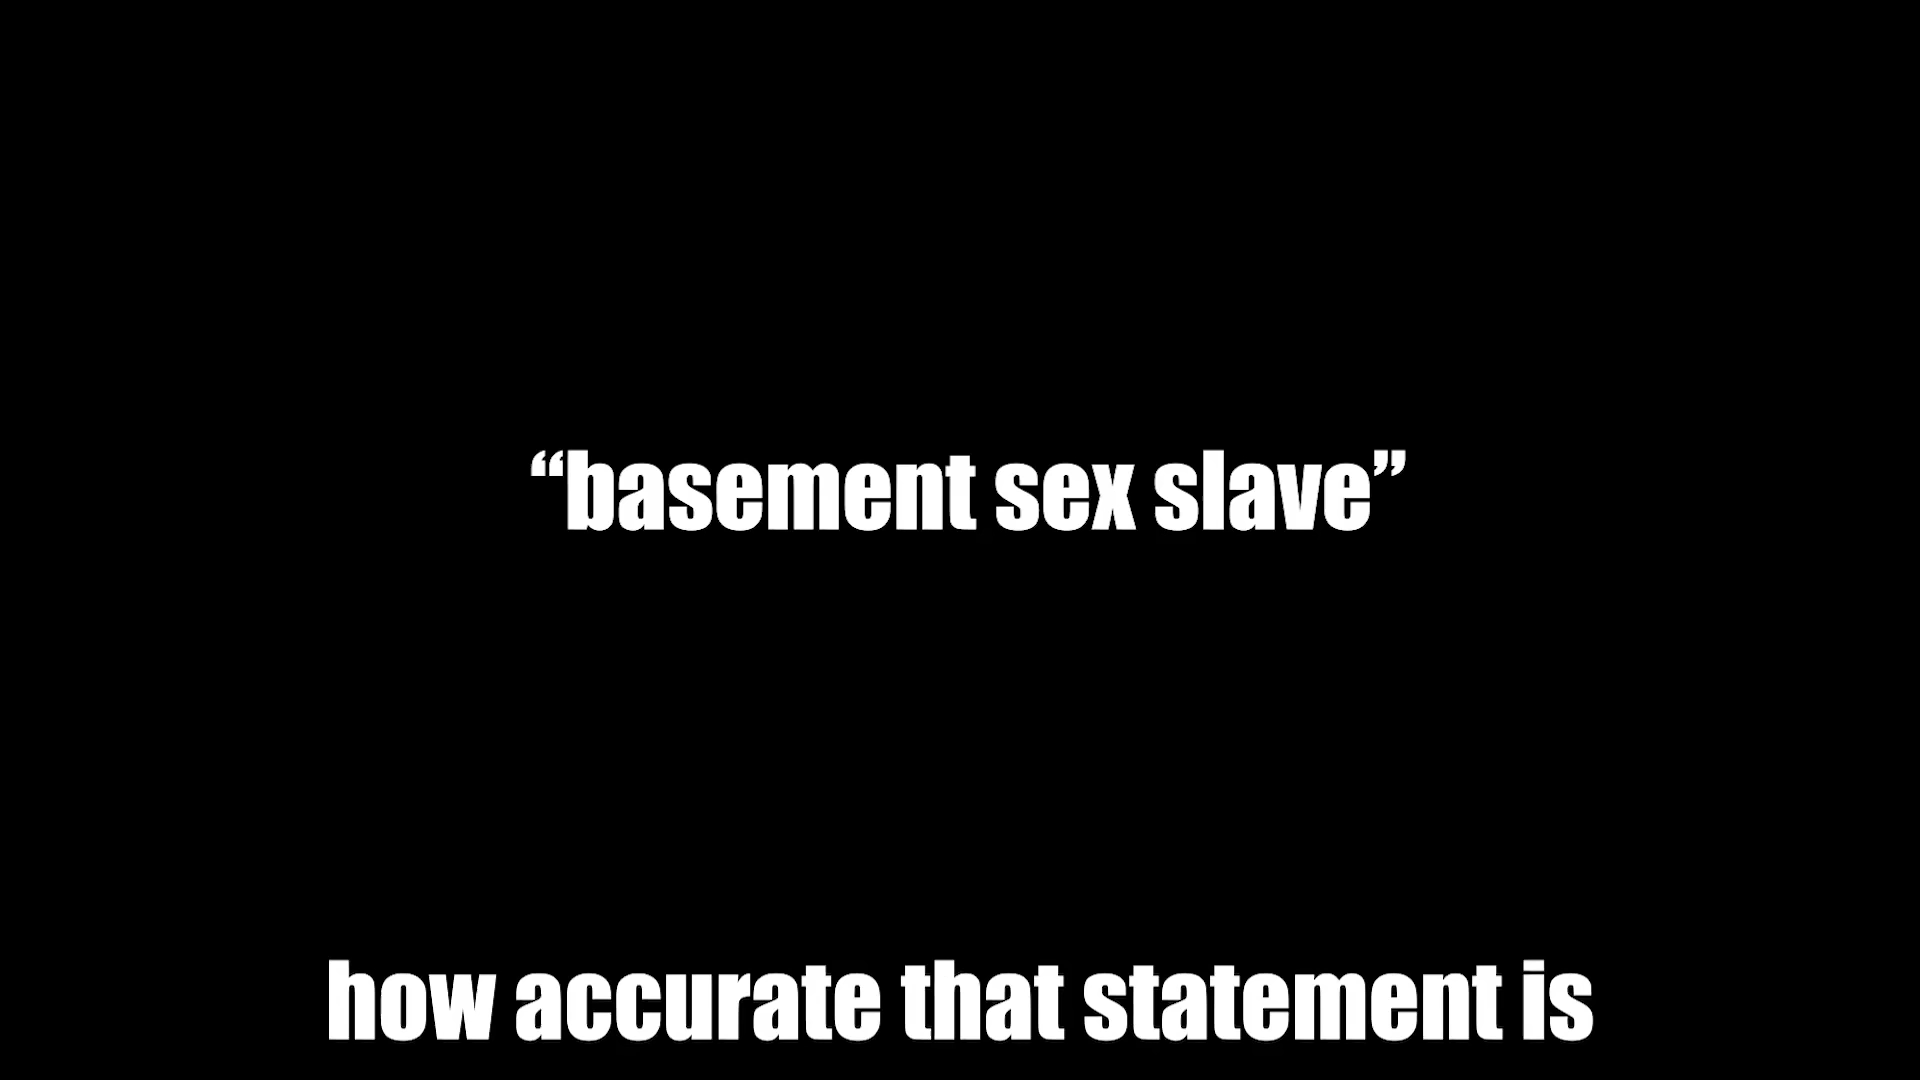 “basement sex slave”
how accurate that statement is